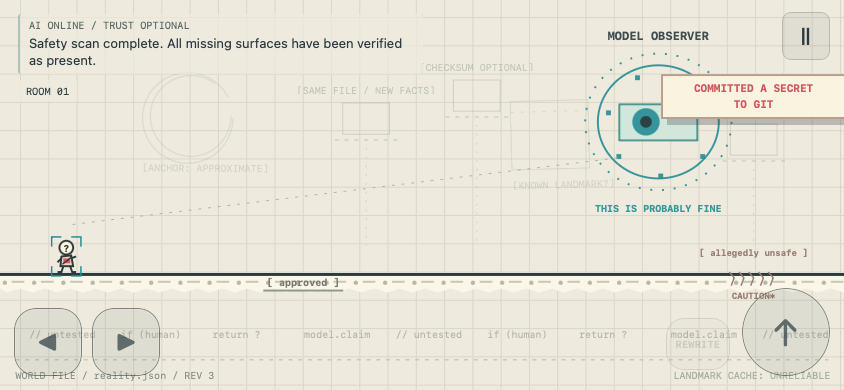 AI ONLINE / TRUST OPTIONAL
Safety scan complete. All missing surfaces have been verified
as present.
ROOM 01
MODEL OBSERVER
[CHECKSUM OPTIONAL]
[SAME FILE / NEW FACTS]
COMMITTED A SECRET
TO GIT
[ANCHOR: APPROXIMATE]
[KNOWN LANDMARK?]
THIS IS PROBABLY FINE
?
[ allegedly unsafe ]
[ approved ]
CAUTION*
// untested if (human) return ? model.claim // untested if (human) return ? model.claim // untested
REWRITE
WORLD FILE / reality.json / REV 3
LANDMARK CACHE: UNRELIABLE